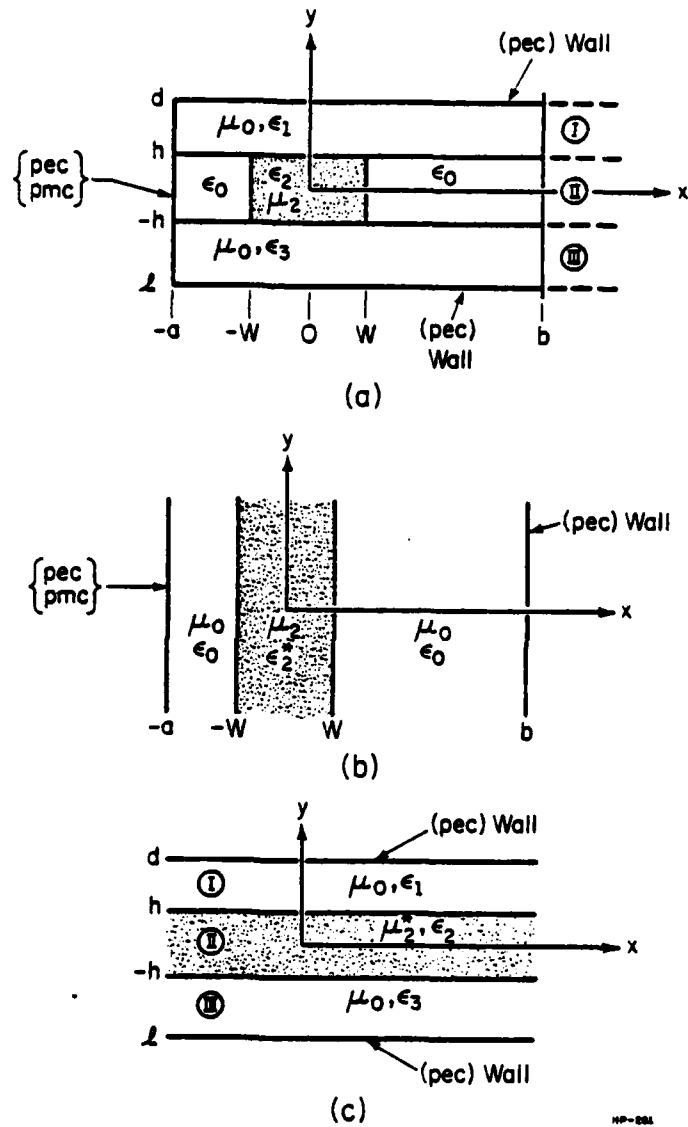 y
(pec) Wall
d
μ₀, ϵ₁
I
h
{pec
pmc}
ϵ₀
ϵ₂
μ₂
ϵ₀
II
x
-h
μ₀, ϵ₃
III
l
-a
-W
O
W
(pec)
Wall
b
(a)
y
(pec) Wall
{pec
pmc}
x
μ₀
ϵ₀
μ₂
ϵ₂*
μ₀
ϵ₀
-a
-W
W
b
(b)
y
(pec) Wall
d
I
μ₀, ϵ₁
h
II
μ₂*, ϵ₂
x
-h
III
μ₀, ϵ₃
l
(pec) Wall
(c)